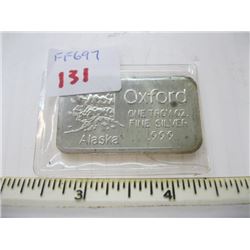 FF697
131
Oxford
ONE TROY OZ.
FINE SILVER
.999
Alaska
3
4